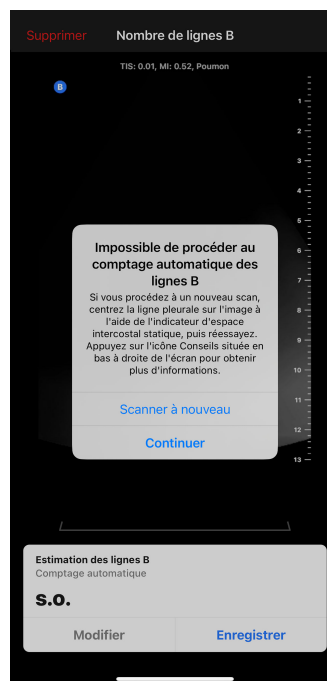 Supprimer Nombre de lignes B
TIS: 0.01, MI: 0.52, Poumon
B
1
2
3
4
5
6
7
8
9
10
11
12
13
Impossible de procéder au
comptage automatique des
lignes B
Si vous procédez à un nouveau scan,
centrez la ligne pleurale sur l'image à
l'aide de l'indicateur d'espace
intercostal statique, puis réessayez.
Appuyez sur l'icône Conseils située en
bas à droite de l'écran pour obtenir
plus d'informations.
Scanner à nouveau
Continuer
Estimation des lignes B
Comptage automatique
s.o.
Modifier Enregistrer